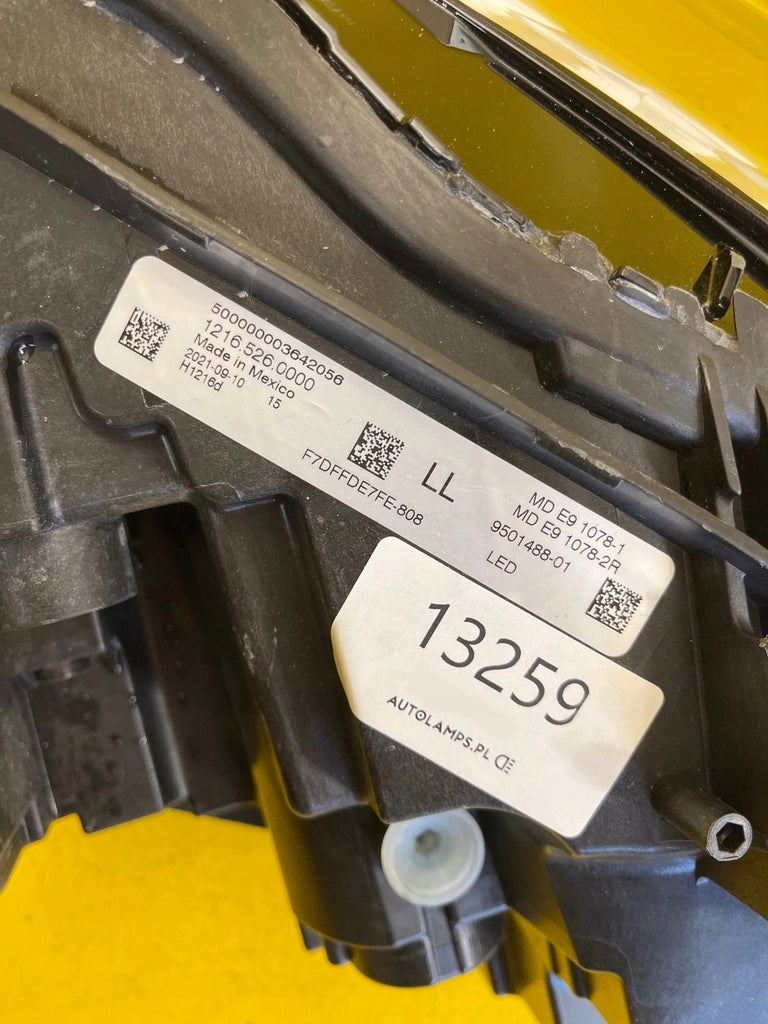 500000003642056
1216.526.0000
Made in Mexico
2021-09-10 15
H1216d
F7DFFDE7FE-808
LL
MD E9 1078-1
MD E9 1078-2R
9501488-01
LED
13259
AUTOLAMPS.PL